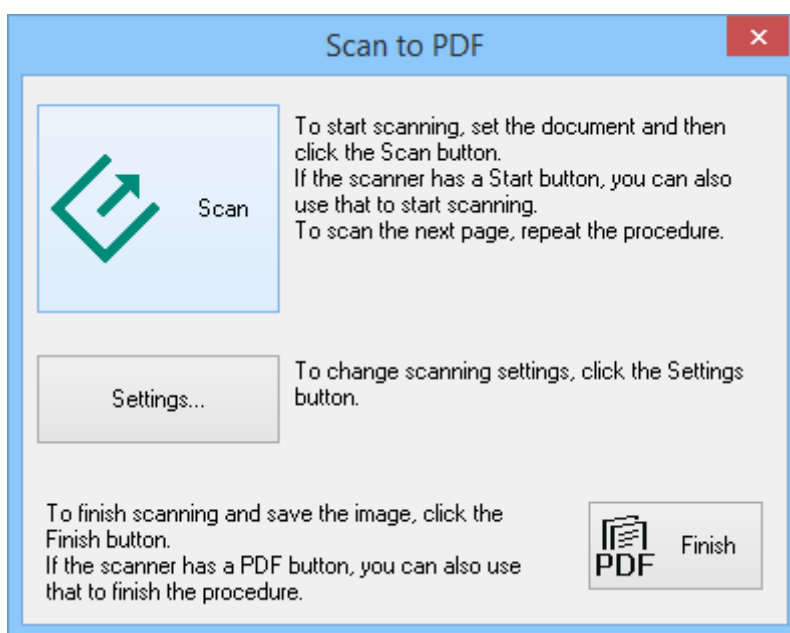 Scan to PDF
Scan
To start scanning, set the document and then
click the Scan button.
If the scanner has a Start button, you can also
use that to start scanning.
To scan the next page, repeat the procedure.
Settings...
To change scanning settings, click the Settings
button.
To finish scanning and save the image, click the
Finish button.
If the scanner has a PDF button, you can also use
that to finish the procedure.
PDF
Finish